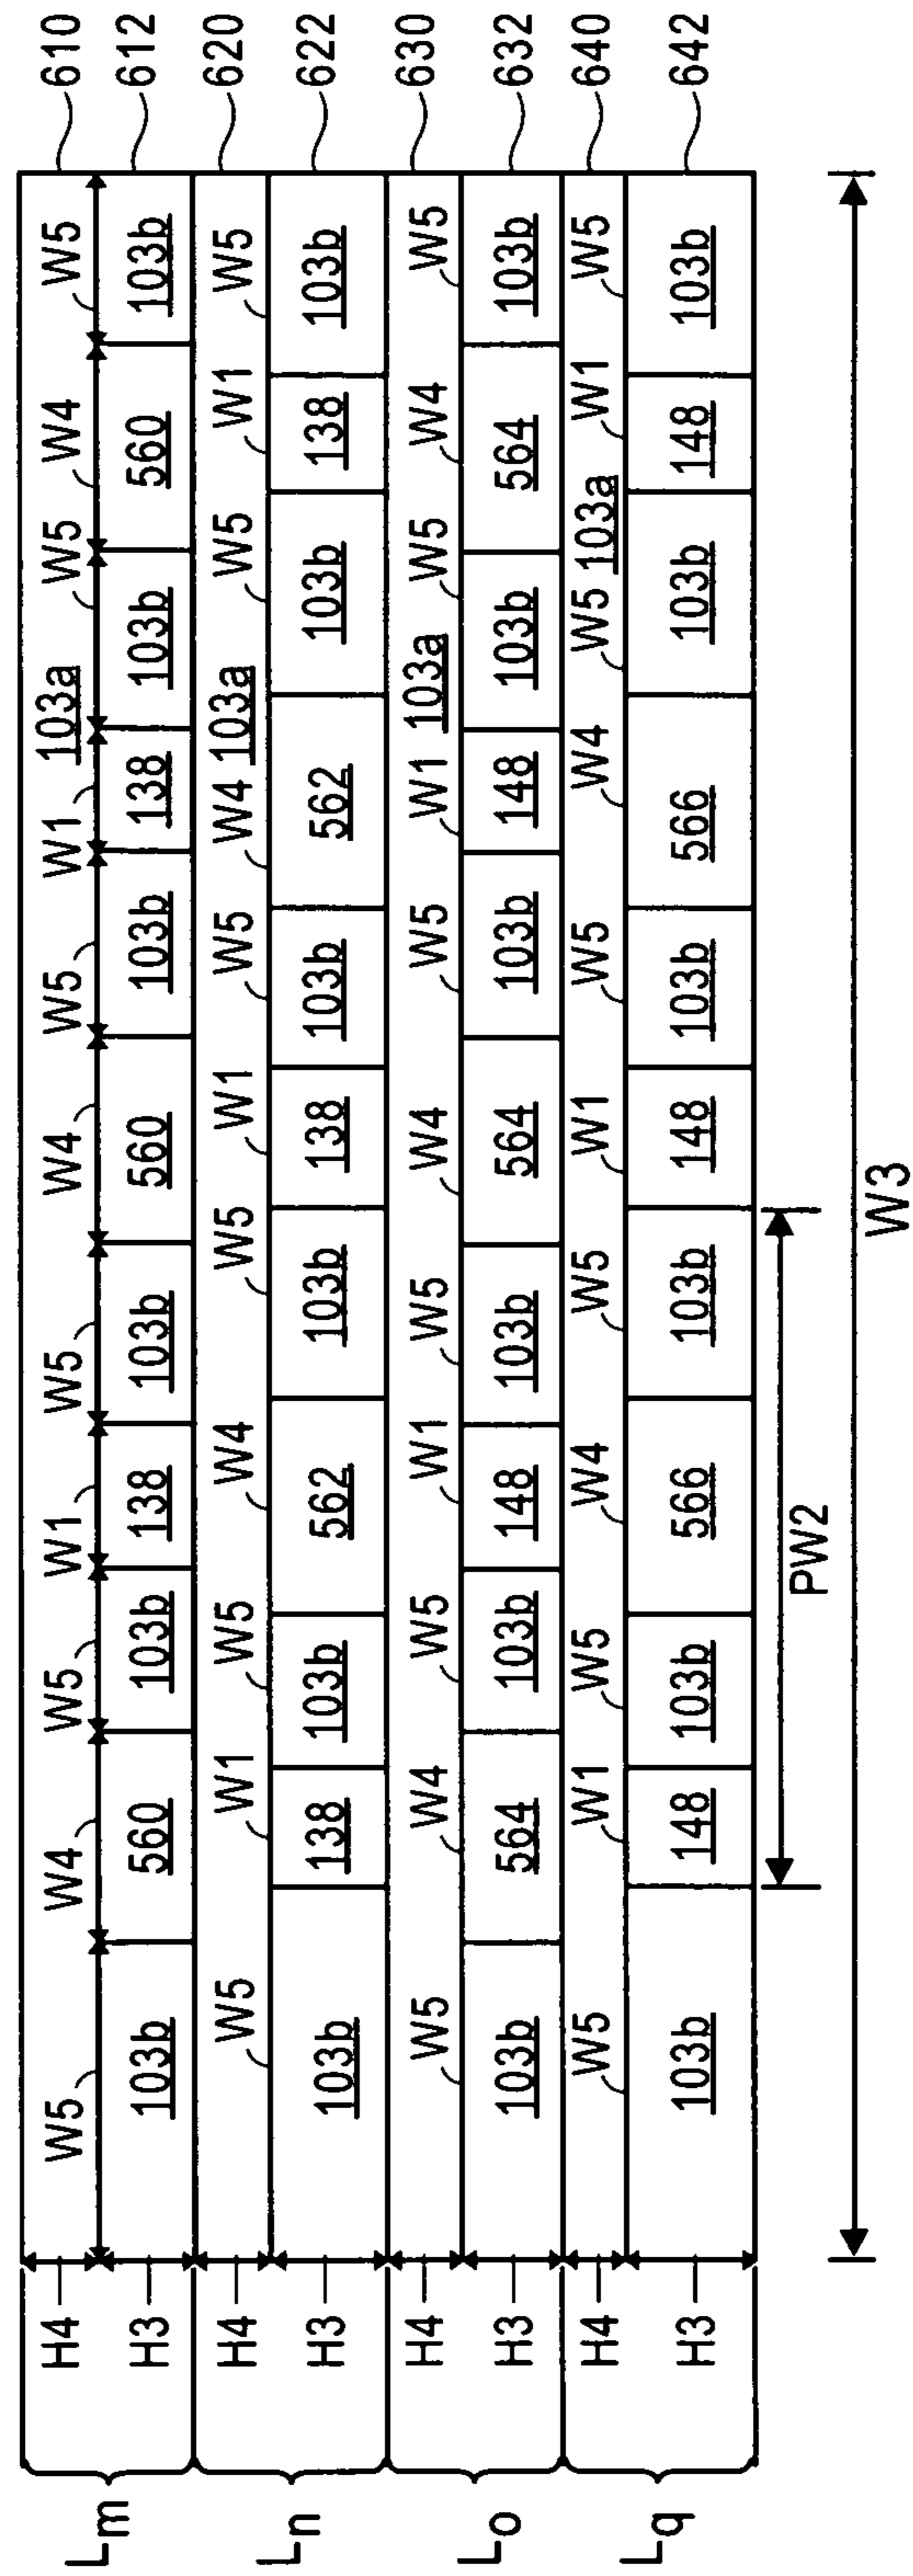 H4 W5 W4 W5 W1 W5 W4 W5 W1 103a W5 W4 W5 610
Lm
H3 103b 560 103b 138 103b 560 103b 138 103b 560 103b 612
H4 W5 W1 W5 W4 W5 W1 W5 W4 103a W5 W1 W5 620
Ln
H3 103b 138 103b 562 103b 138 103b 562 103b 138 103b 622
H4 W5 W4 W5 W1 W5 W4 W5 W1 103a W5 W4 W5 630
Lo
H3 103b 564 103b 148 103b 564 103b 148 103b 564 103b 632
H4 W5 W1 W5 W4 W5 W1 W5 W4 W5 103a W1 W5 640
Lq
H3 103b 148 103b 566 103b 148 103b 566 103b 148 103b 642
PW2
W3